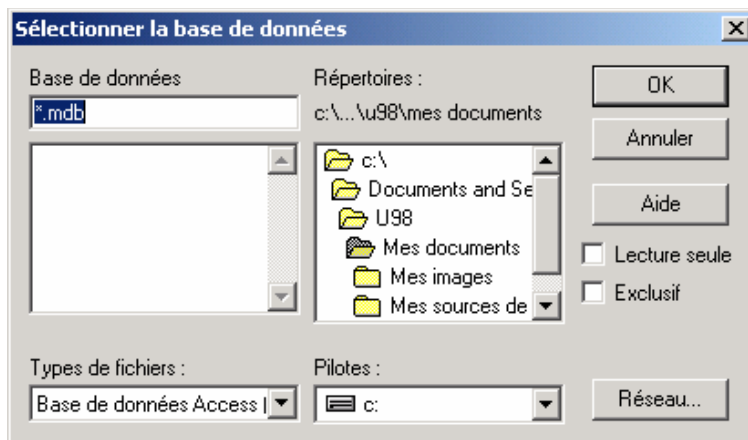 Sélectionner la base de données
Base de données
*.mdb
Répertoires :
c:\...\u98\mes documents
c:\
Documents and Se
U98
Mes documents
Mes images
Mes sources de
OK
Annuler
Aide
Lecture seule
Exclusif
Types de fichiers :
Base de données Access (
Pilotes :
c:
Réseau...